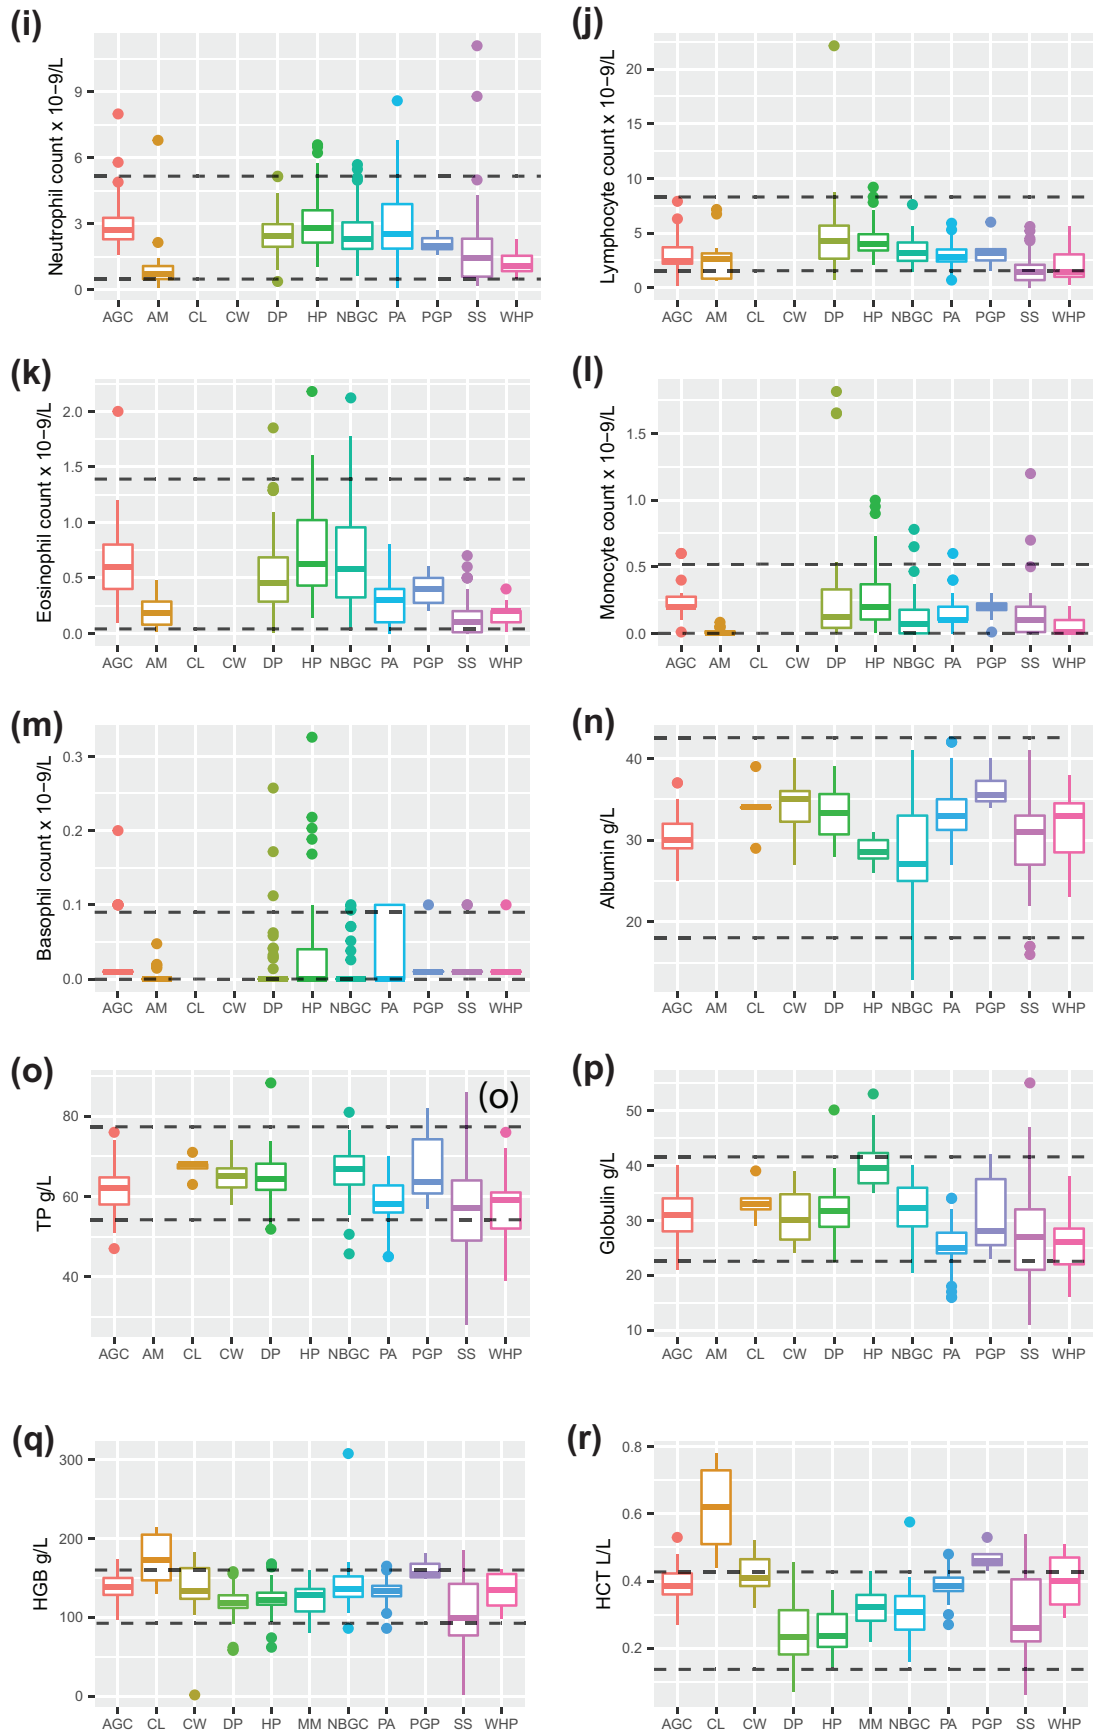 (i)
Neutrophil count x 10−9/L
9
6
3
0
AGC AM CL CW DP HP NBGC PA PGP SS WHP
(j)
Lymphocyte count x 10−9/L
20
15
10
5
0
AGC AM CL CW DP HP NBGC PA PGP SS WHP
(k)
Eosinophil count x 10−9/L
2.0
1.5
1.0
0.5
0.0
AGC AM CL CW DP HP NBGC PA PGP SS WHP
(l)
Monocyte count x 10−9/L
1.5
1.0
0.5
0.0
AGC AM CL CW DP HP NBGC PA PGP SS WHP
(m)
Basophil count x 10−9/L
0.3
0.2
0.1
0.0
AGC AM CL CW DP HP NBGC PA PGP SS WHP
(n)
Albumin g/L
40
30
20
AGC AM CL CW DP HP NBGC PA PGP SS WHP
(o)
(o)
TP g/L
80
60
40
AGC AM CL CW DP HP NBGC PA PGP SS WHP
(p)
Globulin g/L
50
40
30
20
10
AGC AM CL CW DP HP NBGC PA PGP SS WHP
(q)
HGB g/L
300
200
100
0
AGC CL CW DP HP MM NBGC PA PGP SS WHP
(r)
HCT L/L
0.8
0.6
0.4
0.2
AGC CL CW DP HP MM NBGC PA PGP SS WHP